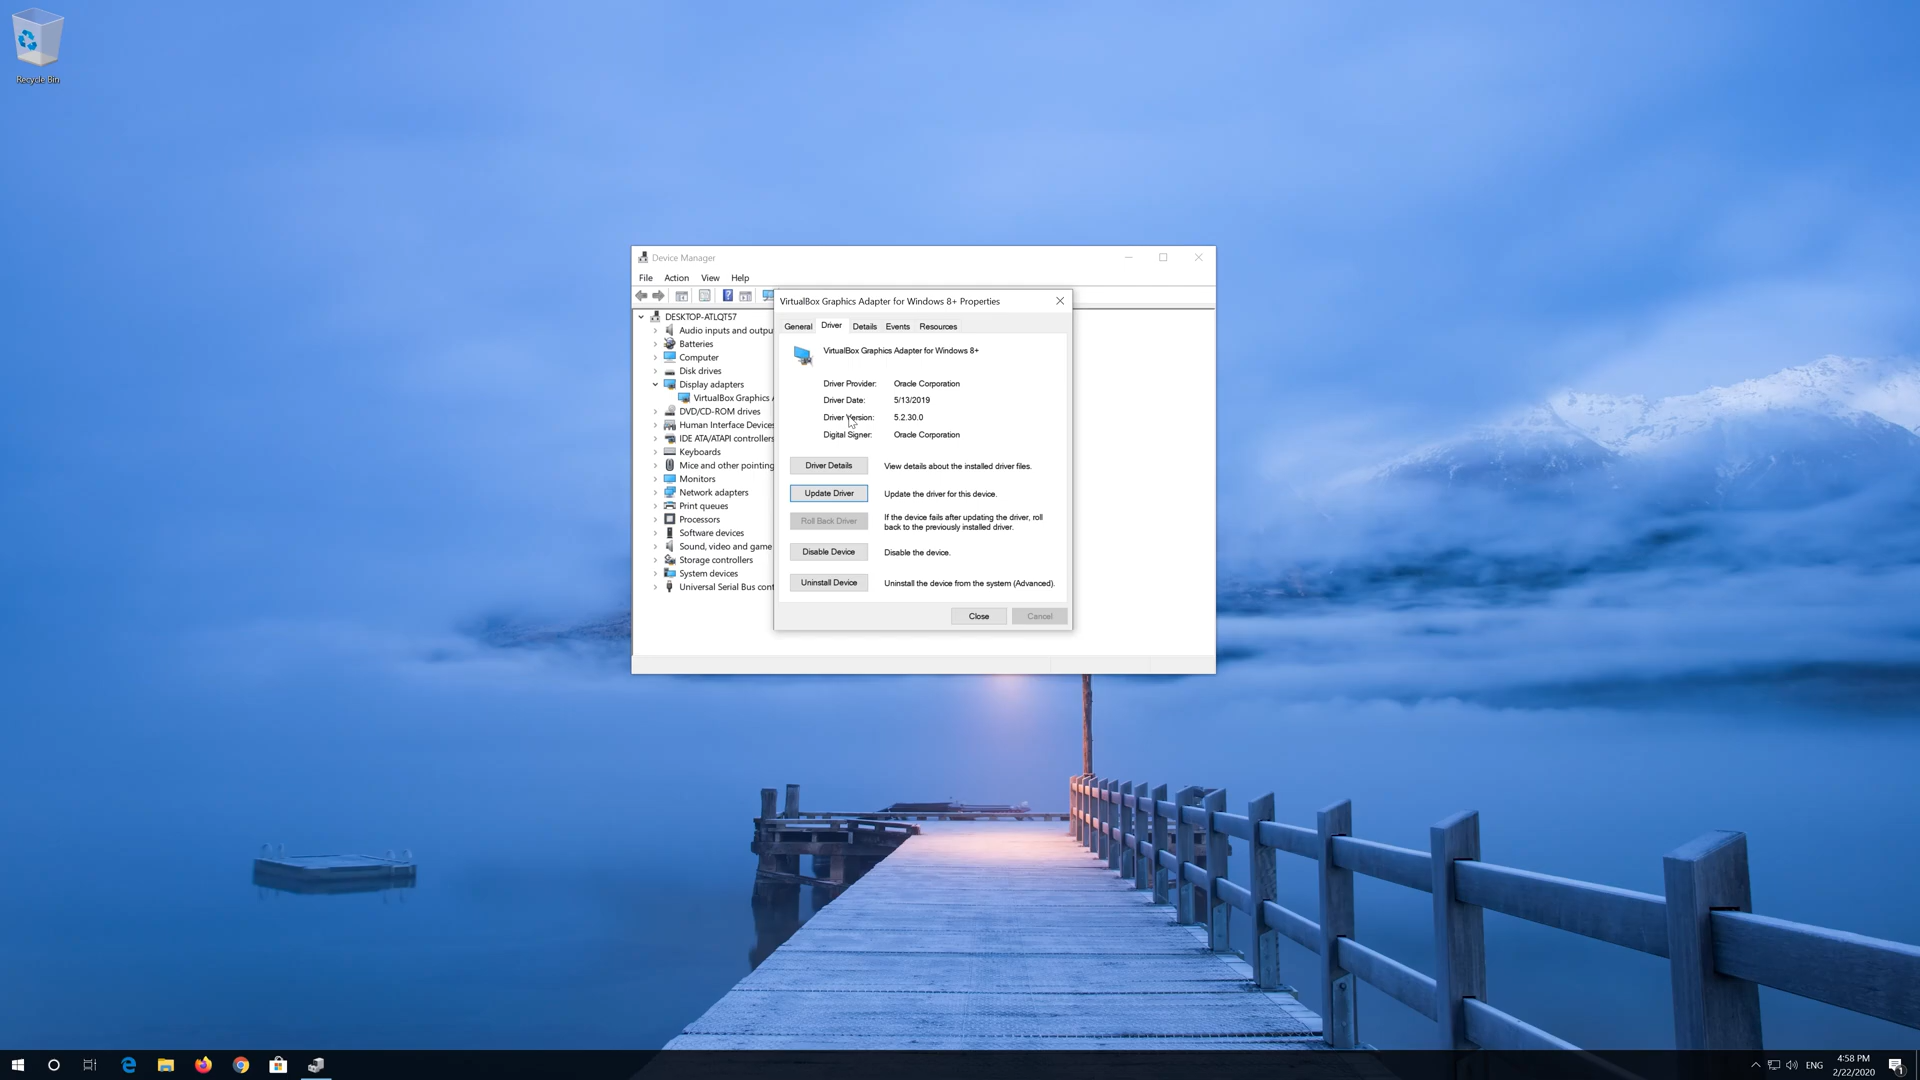 Recycle Bin
Device Manager
File Action View Help
DESKTOP-ATLQT57
Audio inputs and outpu
Batteries
Computer
Disk drives
Display adapters
VirtualBox Graphics
DVD/CD-ROM drives
Human Interface Devices
IDE ATA/ATAPI controllers
Keyboards
Mice and other pointing
Monitors
Network adapters
Print queues
Processors
Software devices
Sound, video and game
Storage controllers
System devices
Universal Serial Bus cont
VirtualBox Graphics Adapter for Windows 8+ Properties
General Driver Details Events Resources
VirtualBox Graphics Adapter for Windows 8+
Driver Provider: Oracle Corporation
Driver Date: 5/13/2019
Driver Version: 5.2.30.0
Digital Signer: Oracle Corporation
Driver Details View details about the installed driver files.
Update Driver Update the driver for this device.
Roll Back Driver If the device fails after updating the driver, roll
back to the previously installed driver.
Disable Device Disable the device.
Uninstall Device Uninstall the device from the system (Advanced).
Close Cancel
ENG
4:58 PM
2/22/2020
1